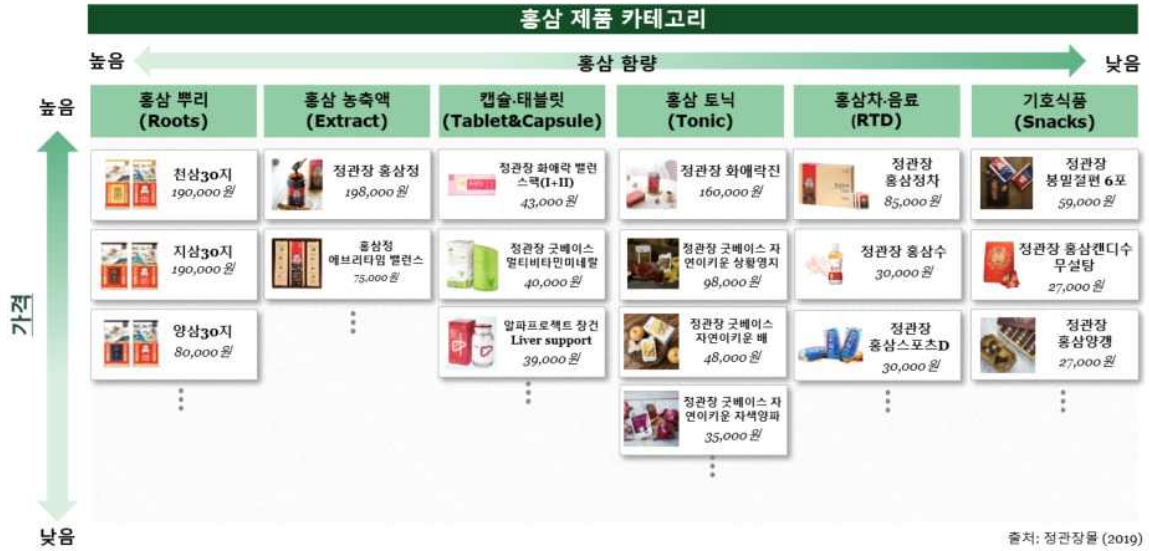 홍삼 제품 카테고리
높음
홍삼 함량
낮음
높음
가격
낮음
홍삼 뿌리
(Roots)
천삼30지
190,000원
지삼30지
190,000원
양삼30지
80,000원
홍삼 농축액
(Extract)
정관장 홍삼정
198,000원
홍삼정
에브리타임 밸런스
75,000원
캡슐·태블릿
(Tablet&Capsule)
정관장 화애락 밸런
스팩(I+II)
43,000원
정관장 굿베이스
멀티비타민미네랄
40,000원
알파프로젝트 장건
Liver support
39,000원
홍삼 토닉
(Tonic)
정관장 화애락진
160,000원
정관장 굿베이스 자
연이키운 상황영지
98,000원
정관장 굿베이스
자연이키운 배
48,000원
정관장 굿베이스 자
연이키운 자색양파
35,000원
홍삼차·음료
(RTD)
정관장
홍삼정차
85,000원
정관장 홍삼수
30,000원
정관장
홍삼스포츠D
30,000원
기호식품
(Snacks)
정관장
봉밀절편 6포
59,000원
정관장 홍삼캔디수
무설탕
27,000원
정관장
홍삼양갱
27,000원
출처: 정관장몰 (2019)